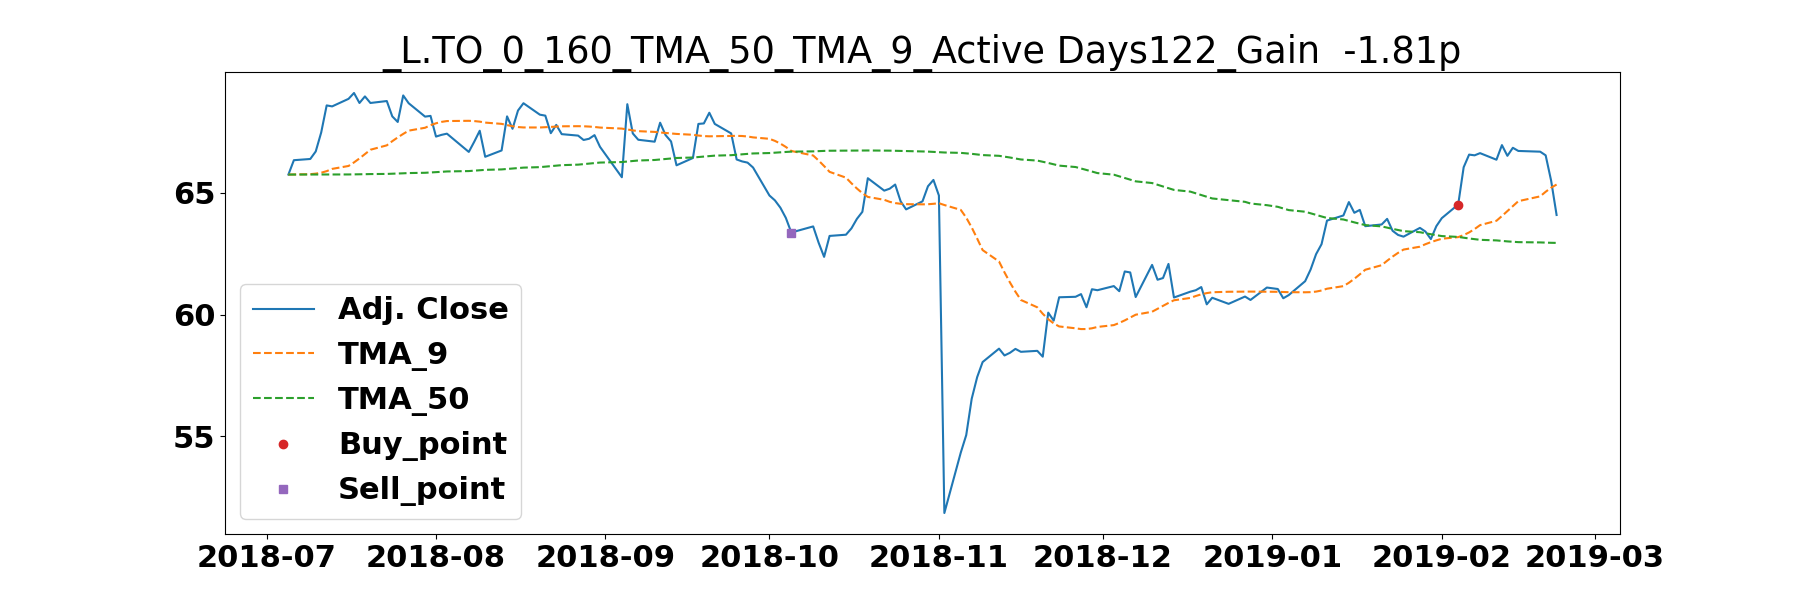 _L.TO_0_160_TMA_50_TMA_9_Active Days122_Gain  -1.81p
65
60
55
Adj. Close
TMA_9
TMA_50
Buy_point
Sell_point
2018-07 2018-08 2018-09 2018-10 2018-11 2018-12 2019-01 2019-02 2019-03